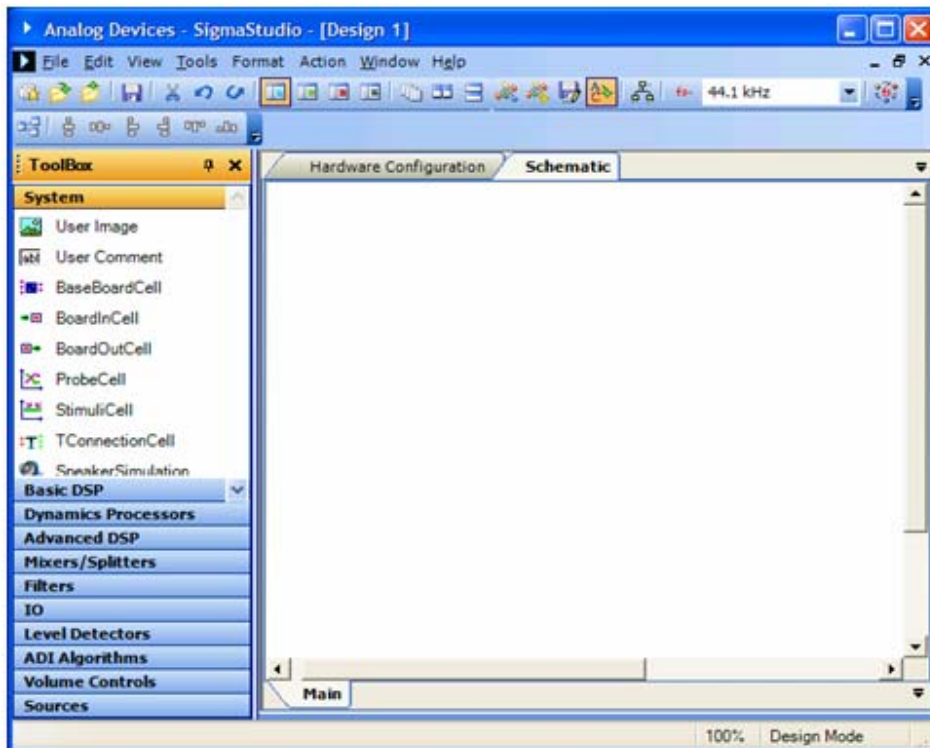 Analog Devices - SigmaStudio - [Design 1]
File Edit View Tools Format Action Window Help
44.1 kHz
ToolBox
Hardware Configuration Schematic
System
User Image
User Comment
BaseBoardCell
BoardInCell
BoardOutCell
ProbeCell
StimuliCell
TConnectionCell
SpeakerSimulation
Basic DSP
Dynamics Processors
Advanced DSP
Mixers/Splitters
Filters
IO
Level Detectors
ADI Algorithms
Volume Controls
Sources
Main
100% Design Mode